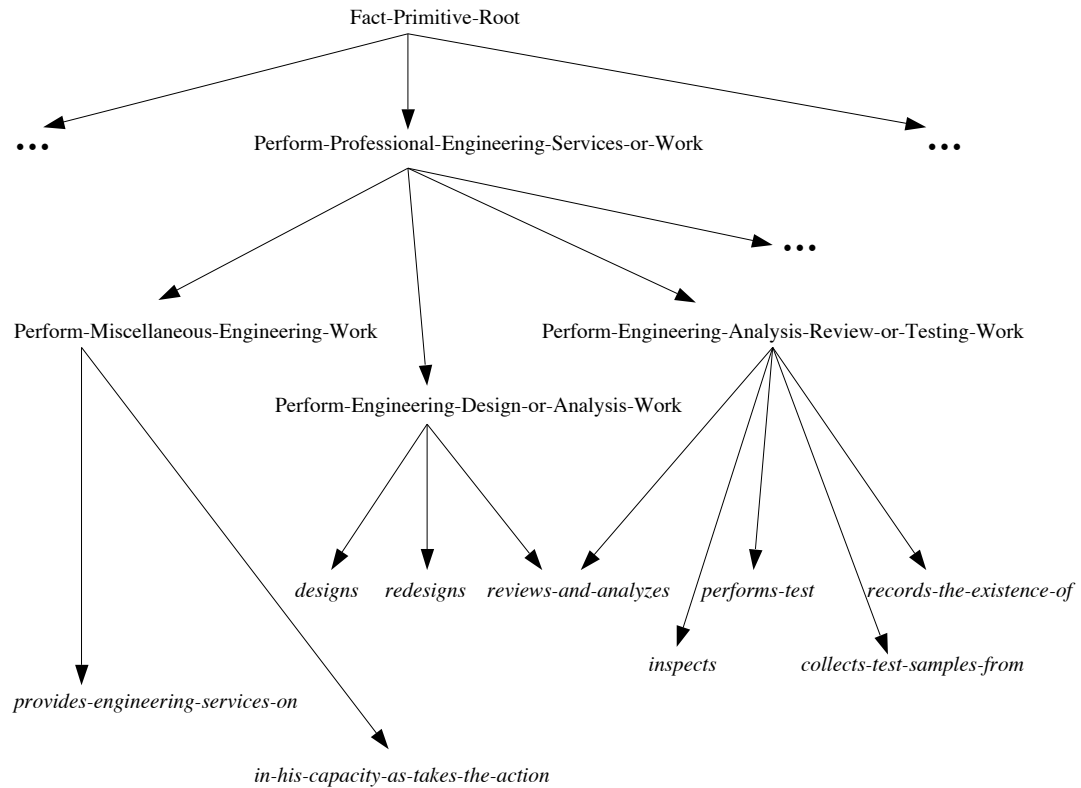 Fact-Primitive-Root
... Perform-Professional-Engineering-Services-or-Work ...
...
Perform-Miscellaneous-Engineering-Work Perform-Engineering-Analysis-Review-or-Testing-Work
Perform-Engineering-Design-or-Analysis-Work
designs redesigns reviews-and-analyzes performs-test records-the-existence-of
inspects collects-test-samples-from
provides-engineering-services-on
in-his-capacity-as-takes-the-action